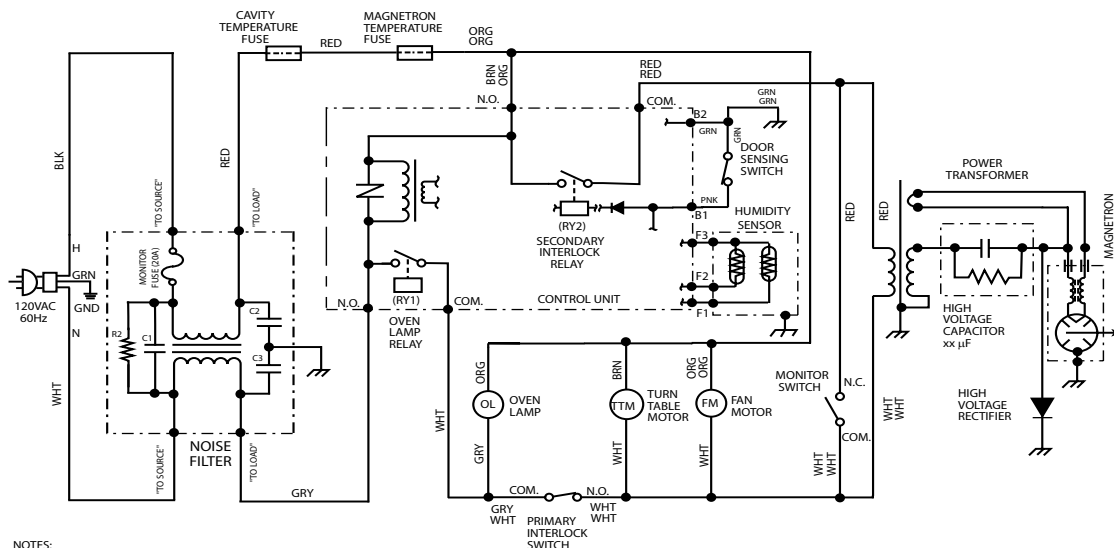 CAVITY
TEMPERATURE
FUSE
RED
MAGNETRON
TEMPERATURE
FUSE
ORG
ORG
BRN
ORG
RED
RED
N.O.
COM.
B2
GRN
GRN
GRN
GRN
DOOR
SENSING
SWITCH
BLK
"TO SOURCE"
RED
"TO LOAD"
PNK
B1
(RY2)
SECONDARY
INTERLOCK
RELAY
HUMIDITY
SENSOR
F3
F2
F1
RED
RED
POWER
TRANSFORMER
MAGNETRON
H
GRN
GND
120VAC
60Hz
N
MONITOR
FUSE (20A)
R2
C1
C2
C3
N.O.
(RY1)
COM.
OVEN
LAMP
RELAY
CONTROL UNIT
HIGH
VOLTAGE
CAPACITOR
xx µF
WHT
"TO SOURCE"
NOISE
FILTER
"TO LOAD"
GRY
WHT
ORG
OL
OVEN
LAMP
GRY
BRN
TTM
TURN
TABLE
MOTOR
WHT
ORG
ORG
FM
FAN
MOTOR
WHT
MONITOR
SWITCH
N.C.
COM.
WHT
WHT
WHT
WHT
HIGH
VOLTAGE
RECTIFIER
COM.
N.O.
GRY
WHT
WHT
WHT
PRIMARY
INTERLOCK
SWITCH
NOTES: